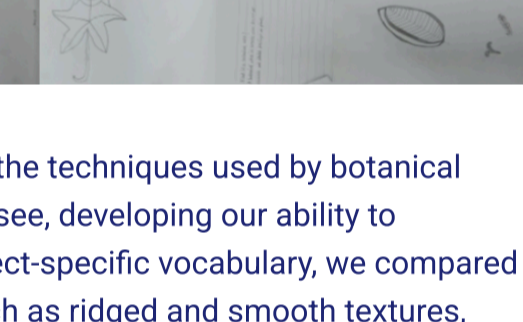 the techniques used by botanical
see, developing our ability to
ect-specific vocabulary, we compared
h as ridged and smooth textures.